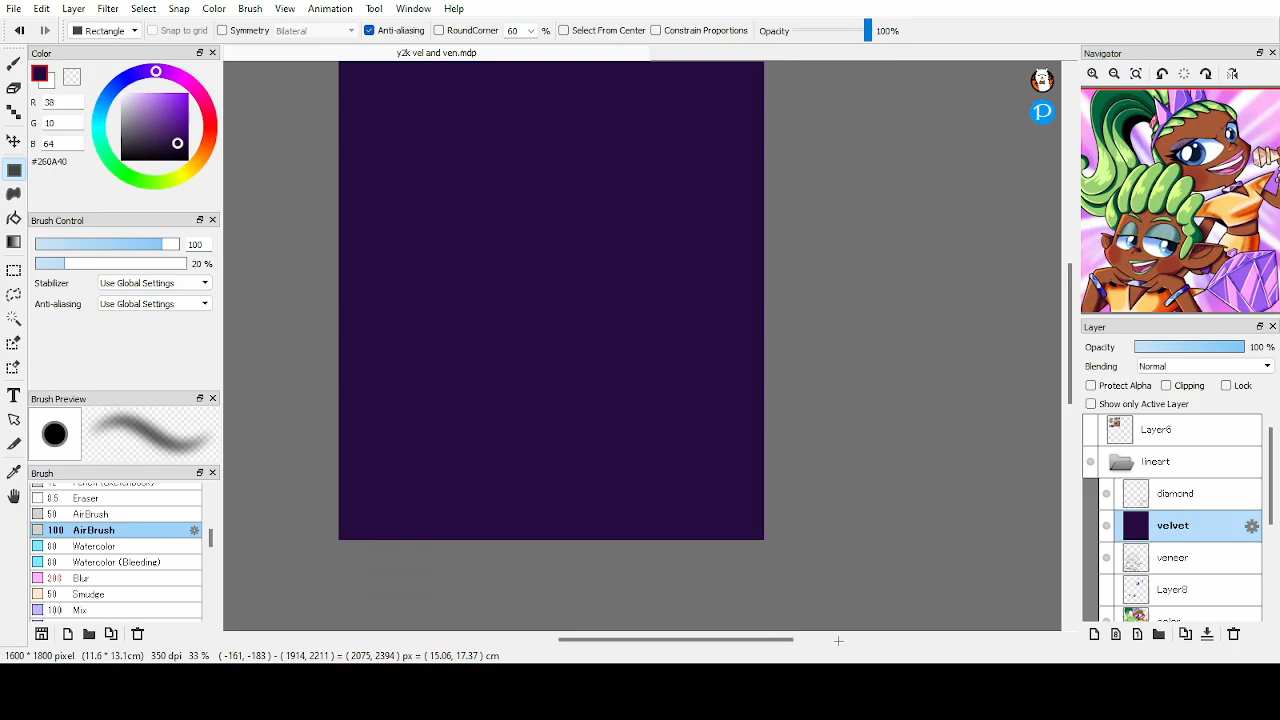 File Edit Layer Filter Select Snap Color Brush View Animation Tool Window Help
Rectangle Snap to grid Symmetry Bilateral Anti-aliasing RoundCorner 60 % Select From Center Constrain Proportions Opacity 100%
Color
y2k vel and ven.mdp
Navigator
R 38
G 10
B 64
#260A40
Brush Control
100
20 %
Stabilizer Use Global Settings
Anti-aliasing Use Global Settings
Brush Preview
Brush
8.5 Eraser
50 AirBrush
100 AirBrush
80 Watercolor
80 Watercolor (Bleeding)
Blur
50 Smudge
100 Mix
P
Layer
Opacity 100 %
Blending Normal
Protect Alpha Clipping Lock
Show only Active Layer
Layer6
lineart
diamond
velvet
veneer
Layer8
1600 * 1800 pixel (11.6 * 13.1cm) 350 dpi 33 % ( -161, -183 ) - ( 1914, 2211 ) = ( 2075, 2394 ) px = ( 15.06, 17.37 ) cm